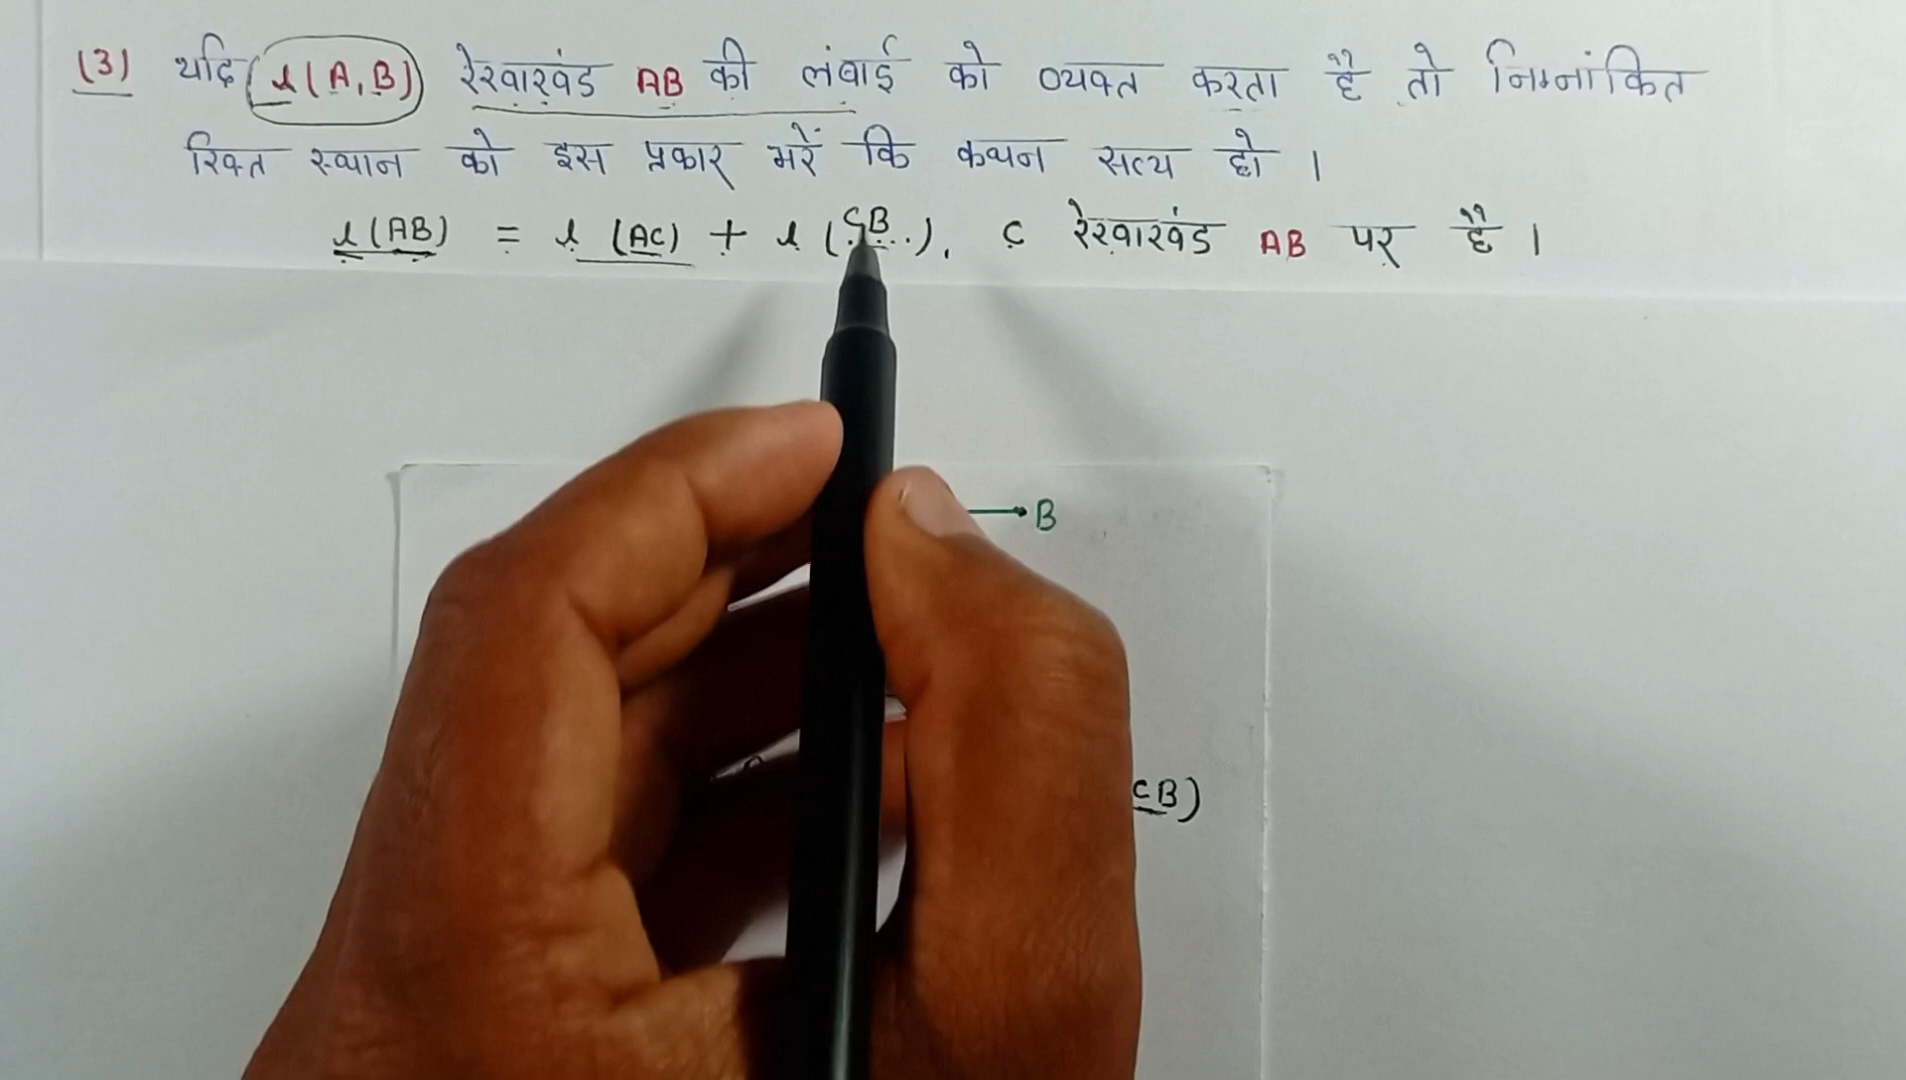 (3) यदि l(A,B) रेखाखंड AB की लंबाई को व्यक्त करता है तो निम्नांकित
रिक्त स्थान को इस प्रकार भरें कि कथन सत्य हो ।
l(AB) = l (AC) + l (CB...). C रेखाखंड AB पर है ।
B
CB)